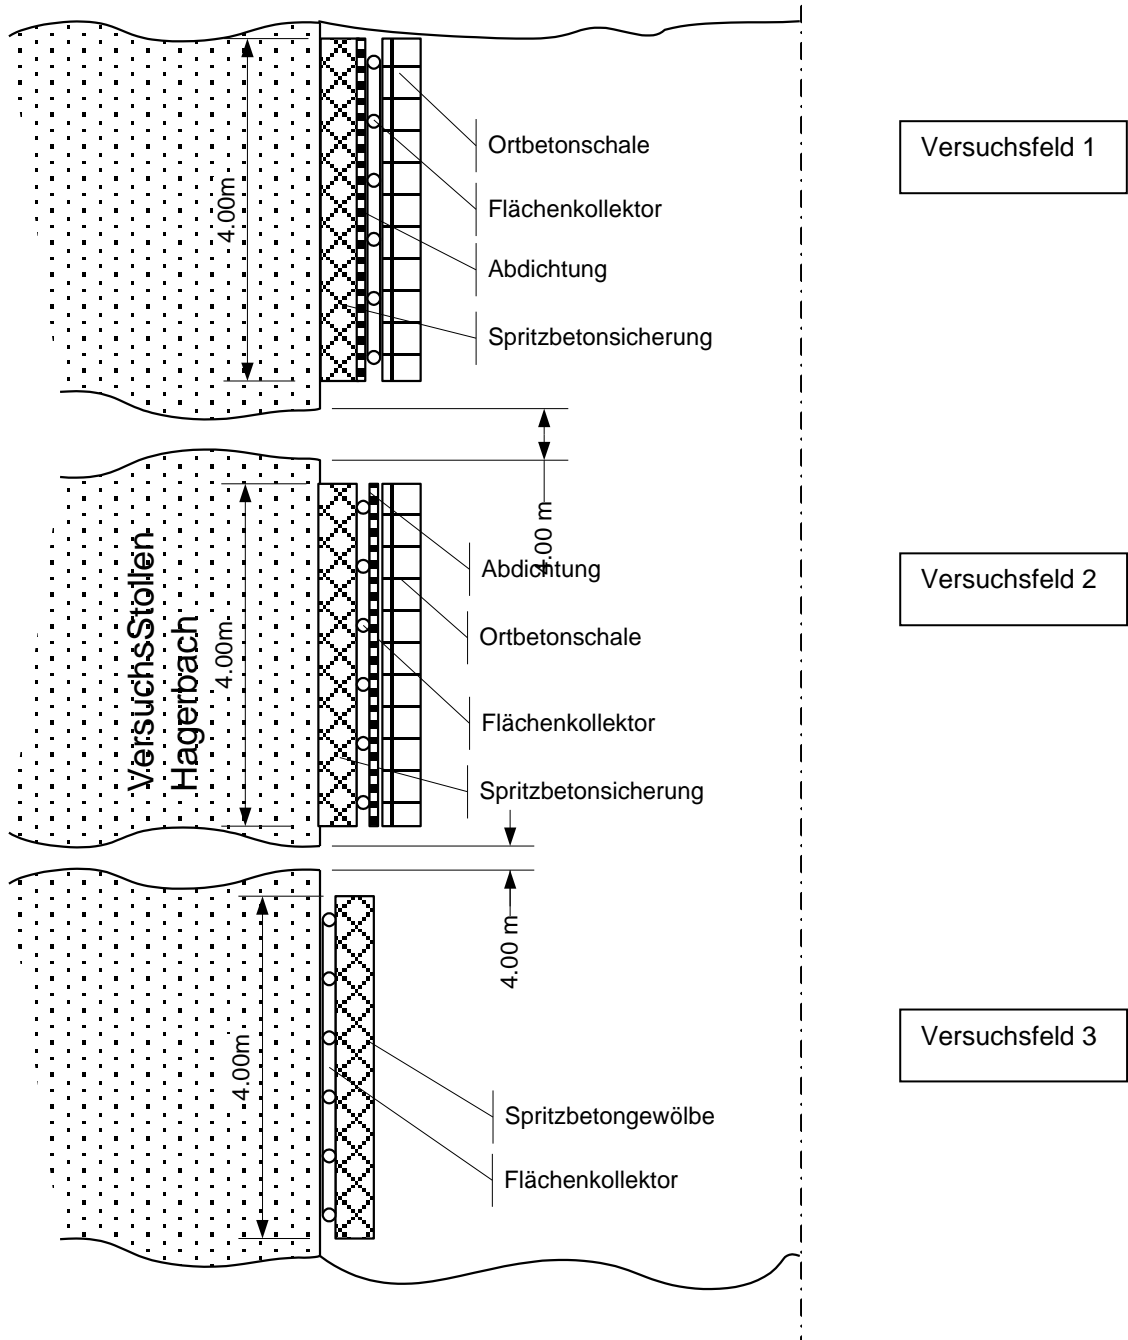 4.00m
Ortbetonschale
Flächenkollektor
Abdichtung
Spritzbetonsicherung
Versuchsfeld 1
4.00 m
VersuchsStollen
Hagerbach
4.00m
Abdichtung
Ortbetonschale
Flächenkollektor
Spritzbetonsicherung
Versuchsfeld 2
4.00 m
4.00m
Spritzbetongewölbe
Flächenkollektor
Versuchsfeld 3